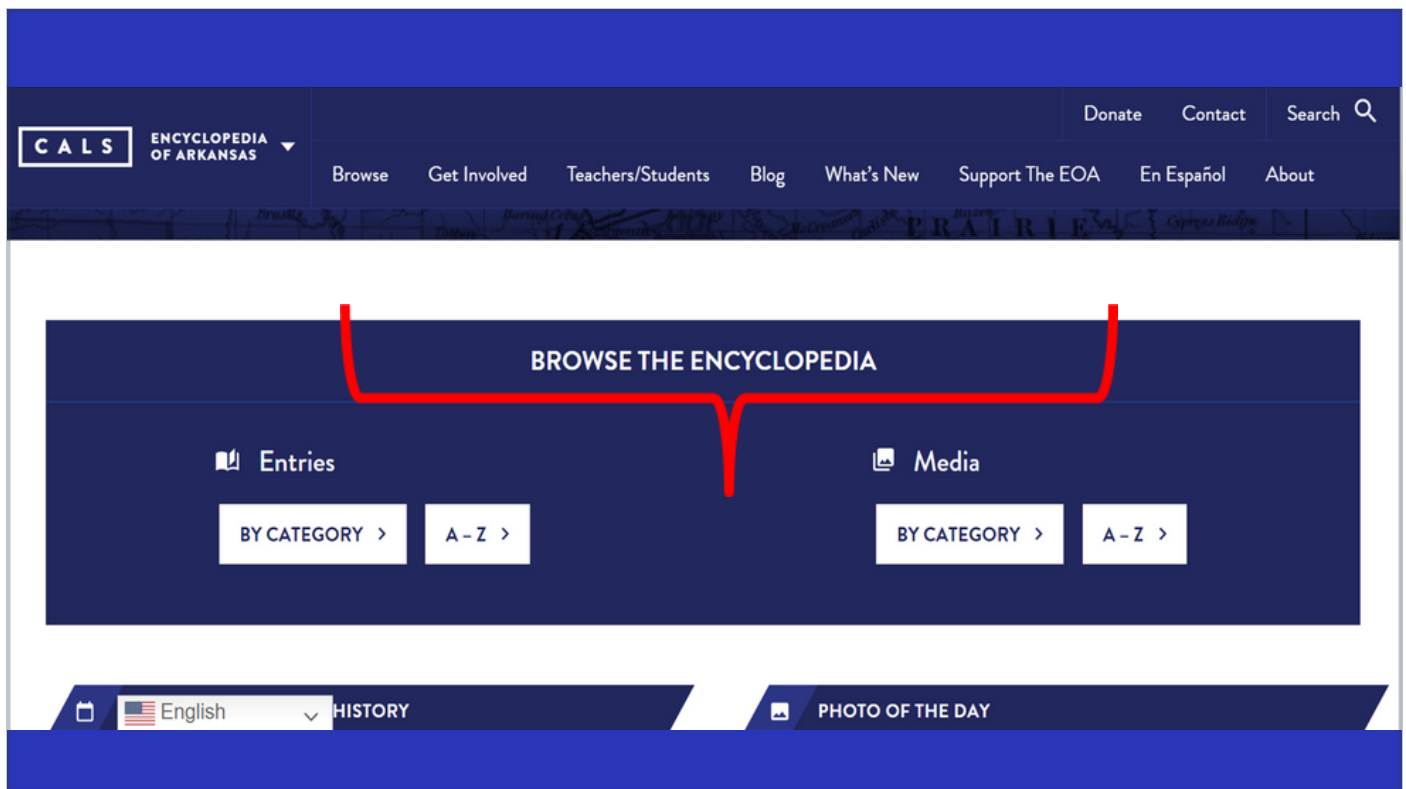 Donate Contact Search
CALS
ENCYCLOPEDIA
OF ARKANSAS
Browse Get Involved Teachers/Students Blog What's New Support The EOA En Español About
PRAIRIE
BROWSE THE ENCYCLOPEDIA
Entries Media
BY CATEGORY > A – Z > BY CATEGORY > A – Z >
English HISTORY PHOTO OF THE DAY